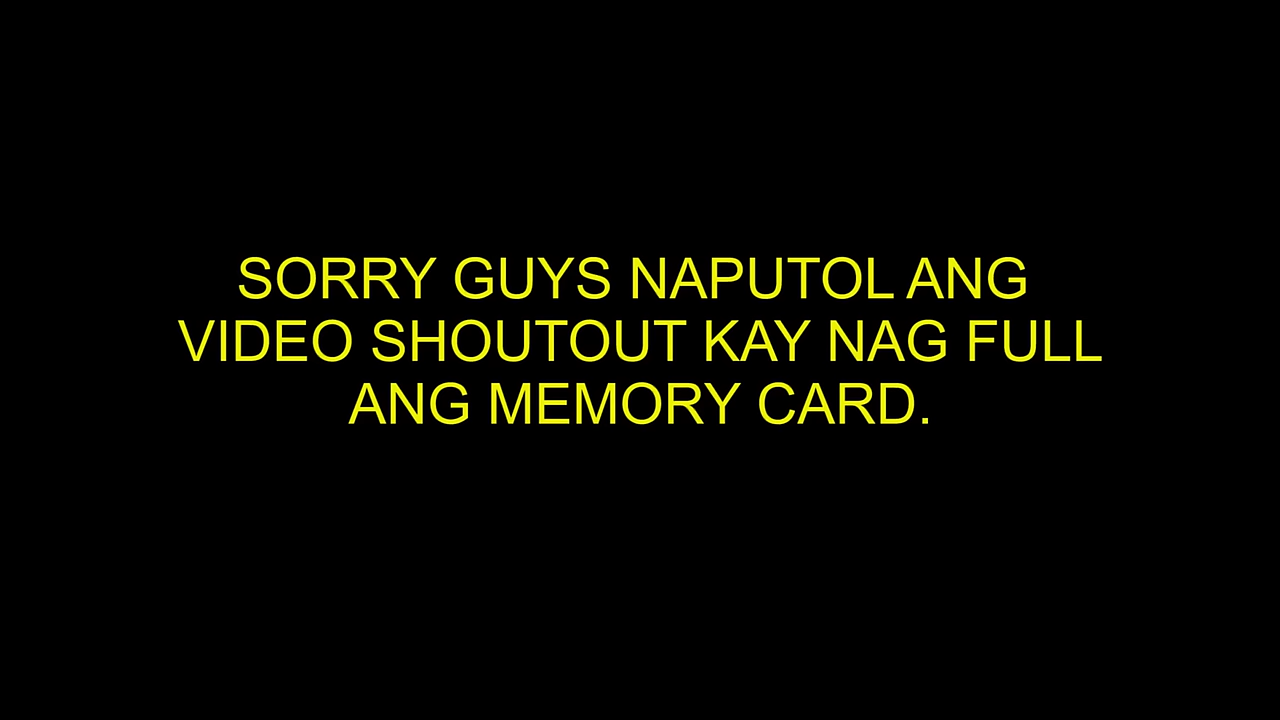 SORRY GUYS NAPUTOL ANG
VIDEO SHOUTOUT KAY NAG FULL
ANG MEMORY CARD.